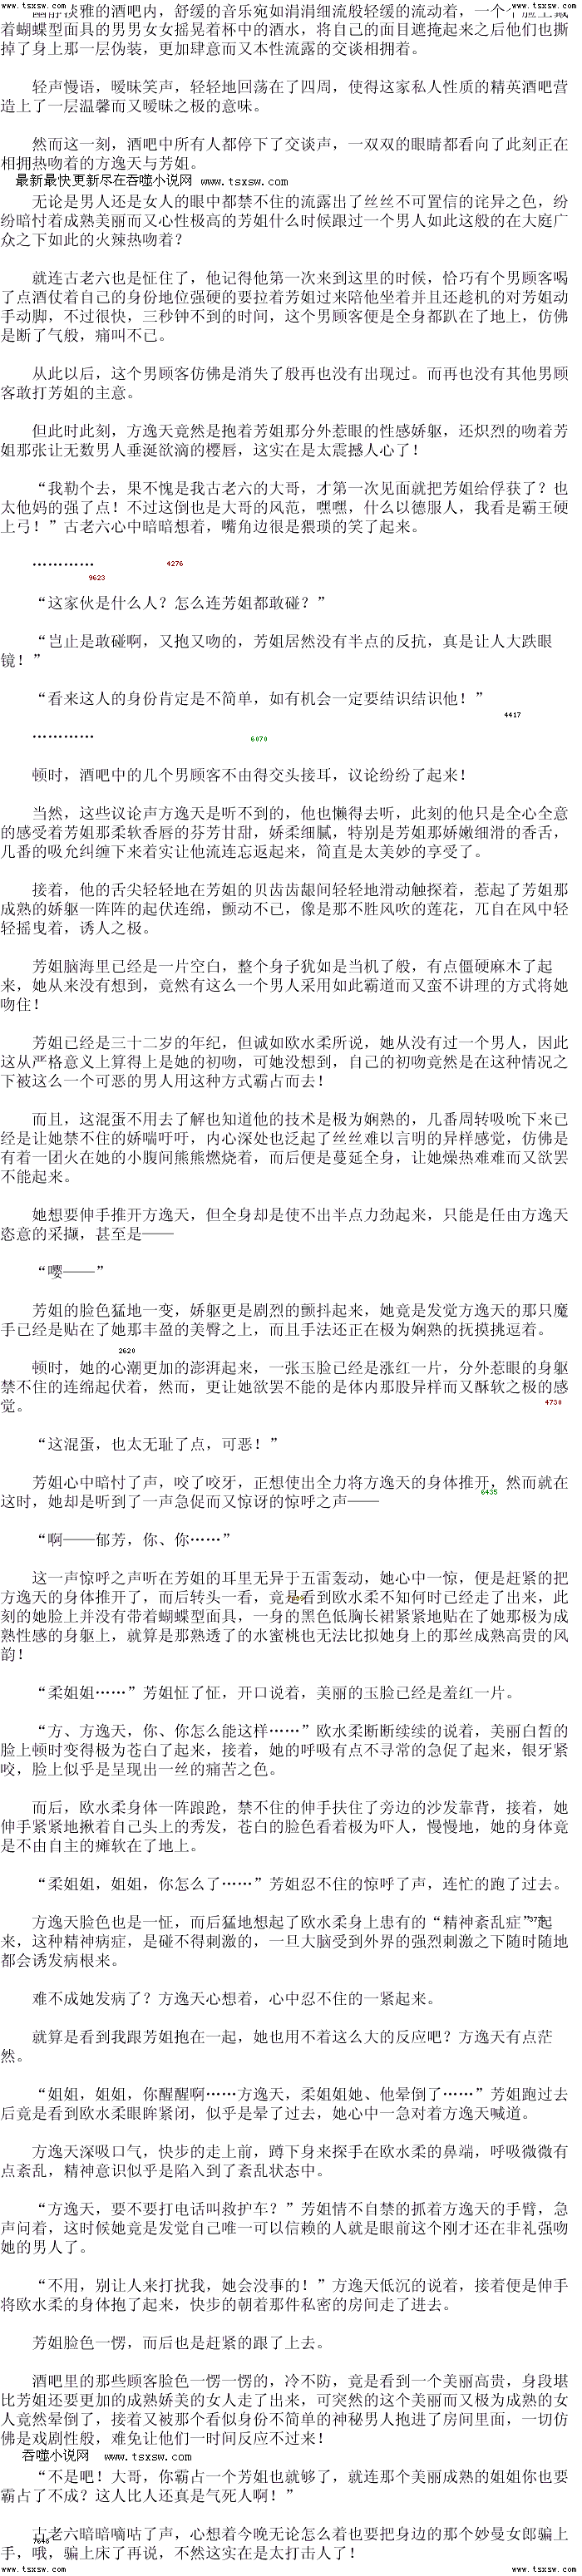 www.tsxsw.com www.tsxsw.com
幽静淡雅的酒吧内，舒缓的音乐宛如涓涓细流般轻缓的流动着，一个个脸上戴
着蝴蝶型面具的男男女女摇晃着杯中的酒水，将自己的面目遮掩起来之后他们也撕
掉了身上那一层伪装，更加肆意而又本性流露的交谈相拥着。
轻声慢语，暧昧笑声，轻轻地回荡在了四周，使得这家私人性质的精英酒吧营
造上了一层温馨而又暧昧之极的意味。
然而这一刻，酒吧中所有人都停下了交谈声，一双双的眼睛都看向了此刻正在
相拥热吻着的方逸天与芳姐。
最新最快更新尽在吞噬小说网 www.tsxsw.com
无论是男人还是女人的眼中都禁不住的流露出了丝丝不可置信的诧异之色，纷
纷暗忖着成熟美丽而又心性极高的芳姐什么时候跟过一个男人如此这般的在大庭广
众之下如此的火辣热吻着？
就连古老六也是怔住了，他记得他第一次来到这里的时候，恰巧有个男顾客喝
了点酒仗着自己的身份地位强硬的要拉着芳姐过来陪他坐着并且还趁机的对芳姐动
手动脚，不过很快，三秒钟不到的时间，这个男顾客便是全身都趴在了地上，仿佛
是断了气般，痛叫不已。
从此以后，这个男顾客仿佛是消失了般再也没有出现过。而再也没有其他男顾
客敢打芳姐的主意。
但此时此刻，方逸天竟然是抱着芳姐那分外惹眼的性感娇躯，还炽烈的吻着芳
姐那张让无数男人垂涎欲滴的樱唇，这实在是太震撼人心了！
“我勒个去，果不愧是我古老六的大哥，才第一次见面就把芳姐给俘获了？也
太他妈的强了点！不过这倒也是大哥的风范，嘿嘿，什么以德服人，我看是霸王硬
上弓！”古老六心中暗暗想着，嘴角边很是猥琐的笑了起来。
………… 4276
9623
“这家伙是什么人？怎么连芳姐都敢碰？”
“岂止是敢碰啊，又抱又吻的，芳姐居然没有半点的反抗，真是让人大跌眼
镜！”
“看来这人的身份肯定是不简单，如有机会一定要结识结识他！”
4417
………… 6070
顿时，酒吧中的几个男顾客不由得交头接耳，议论纷纷了起来！
当然，这些议论声方逸天是听不到的，他也懒得去听，此刻的他只是全心全意
的感受着芳姐那柔软香唇的芬芳甘甜，娇柔细腻，特别是芳姐那娇嫩细滑的香舌，
几番的吸允纠缠下来着实让他流连忘返起来，简直是太美妙的享受了。
接着，他的舌尖轻轻地在芳姐的贝齿齿龈间轻轻地滑动触探着，惹起了芳姐那
成熟的娇躯一阵阵的起伏连绵，颤动不已，像是那不胜风吹的莲花，兀自在风中轻
轻摇曳着，诱人之极。
芳姐脑海里已经是一片空白，整个身子犹如是当机了般，有点僵硬麻木了起
来，她从来没有想到，竟然有这么一个男人采用如此霸道而又蛮不讲理的方式将她
吻住！
芳姐已经是三十二岁的年纪，但诚如欧水柔所说，她从没有过一个男人，因此
这从严格意义上算得上是她的初吻，可她没想到，自己的初吻竟然是在这种情况之
下被这么一个可恶的男人用这种方式霸占而去！
而且，这混蛋不用去了解也知道他的技术是极为娴熟的，几番周转吸吮下来已
经是让她禁不住的娇喘吁吁，内心深处也泛起了丝丝难以言明的异样感觉，仿佛是
有着一团火在她的小腹间熊熊燃烧着，而后便是蔓延全身，让她燥热难难而又欲罢
不能起来。
她想要伸手推开方逸天，但全身却是使不出半点力劲起来，只能是任由方逸天
恣意的采撷，甚至是——
“嘤——”
芳姐的脸色猛地一变，娇躯更是剧烈的颤抖起来，她竟是发觉方逸天的那只魔
手已经是贴在了她那丰盈的美臀之上，而且手法还正在极为娴熟的抚摸挑逗着。
2620
顿时，她的心潮更加的澎湃起来，一张玉脸已经是涨红一片，分外惹眼的身躯
禁不住的连绵起伏着，然而，更让她欲罢不能的是体内那股异样而又酥软之极的感
觉。 4730
“这混蛋，也太无耻了点，可恶！”
芳姐心中暗忖了声，咬了咬牙，正想使出全力将方逸天的身体推开，然而就在
这时，她却是听到了一声急促而又惊讶的惊呼之声—— 6435
“啊——郁芳，你、你……”
这一声惊呼之声听在芳姐的耳里无异于五雷轰动，她心中一惊，便是赶紧的把
方逸天的身体推开了，而后转头一看，竟是看到欧水柔不知何时已经走了出来，此
刻的她脸上并没有带着蝴蝶型面具，一身的黑色低胸长裙紧紧地贴在了她那极为成
熟性感的身躯上，就算是那熟透了的水蜜桃也无法比拟她身上的那丝成熟高贵的风
韵！
“柔姐姐……”芳姐怔了怔，开口说着，美丽的玉脸已经是羞红一片。
“方、方逸天，你、你怎么能这样……”欧水柔断断续续的说着，美丽白皙的
脸上顿时变得极为苍白了起来，接着，她的呼吸有点不寻常的急促了起来，银牙紧
咬，脸上似乎是呈现出一丝的痛苦之色。
而后，欧水柔身体一阵踉跄，禁不住的伸手扶住了旁边的沙发靠背，接着，她
伸手紧紧地揪着自己头上的秀发，苍白的脸色看着极为吓人，慢慢地，她的身体竟
是不由自主的瘫软在了地上。
“柔姐姐，姐姐，你怎么了……”芳姐忍不住的惊呼了声，连忙的跑了过去。
方逸天脸色也是一怔，而后猛地想起了欧水柔身上患有的“精神紊乱症”起
来，这种精神病症，是碰不得刺激的，一旦大脑受到外界的强烈刺激之下随时随地
都会诱发病根来。
难不成她发病了？方逸天心想着，心中忍不住的一紧起来。
就算是看到我跟芳姐抱在一起，她也用不着这么大的反应吧？方逸天有点茫
然。
“姐姐，姐姐，你醒醒啊……方逸天，柔姐姐她、他晕倒了……”芳姐跑过去
后竟是看到欧水柔眼眸紧闭，似乎是晕了过去，她心中一急对着方逸天喊道。
方逸天深吸口气，快步的走上前，蹲下身来探手在欧水柔的鼻端，呼吸微微有
点紊乱，精神意识似乎是陷入到了紊乱状态中。
“方逸天，要不要打电话叫救护车？”芳姐情不自禁的抓着方逸天的手臂，急
声问着，这时候她竟是发觉自己唯一可以信赖的人就是眼前这个刚才还在非礼强吻
她的男人了。
“不用，别让人来打扰我，她会没事的！”方逸天低沉的说着，接着便是伸手
将欧水柔的身体抱了起来，快步的朝着那件私密的房间走了进去。
芳姐脸色一愣，而后也是赶紧的跟了上去。
酒吧里的那些顾客脸色一愣一愣的，冷不防，竟是看到一个美丽高贵，身段堪
比芳姐还要更加的成熟娇美的女人走了出来，可突然的这个美丽而又极为成熟的女
人竟然晕倒了，接着又被那个看似身份不简单的神秘男人抱进了房间里面，一切仿
佛是戏剧性般，难免让他们一时间反应不过来！
吞噬小说网 www.tsxsw.com
“不是吧！大哥，你霸占一个芳姐也就够了，就连那个美丽成熟的姐姐你也要
霸占了不成？这人比人还真是气死人啊！”
古老六暗暗嘀咕了声，心想着今晚无论怎么着也要把身边的那个妙曼女郎骗上
手，哦，骗上床了再说，不然这实在是太打击人了！
www.tsxsw.com www.tsxsw.com